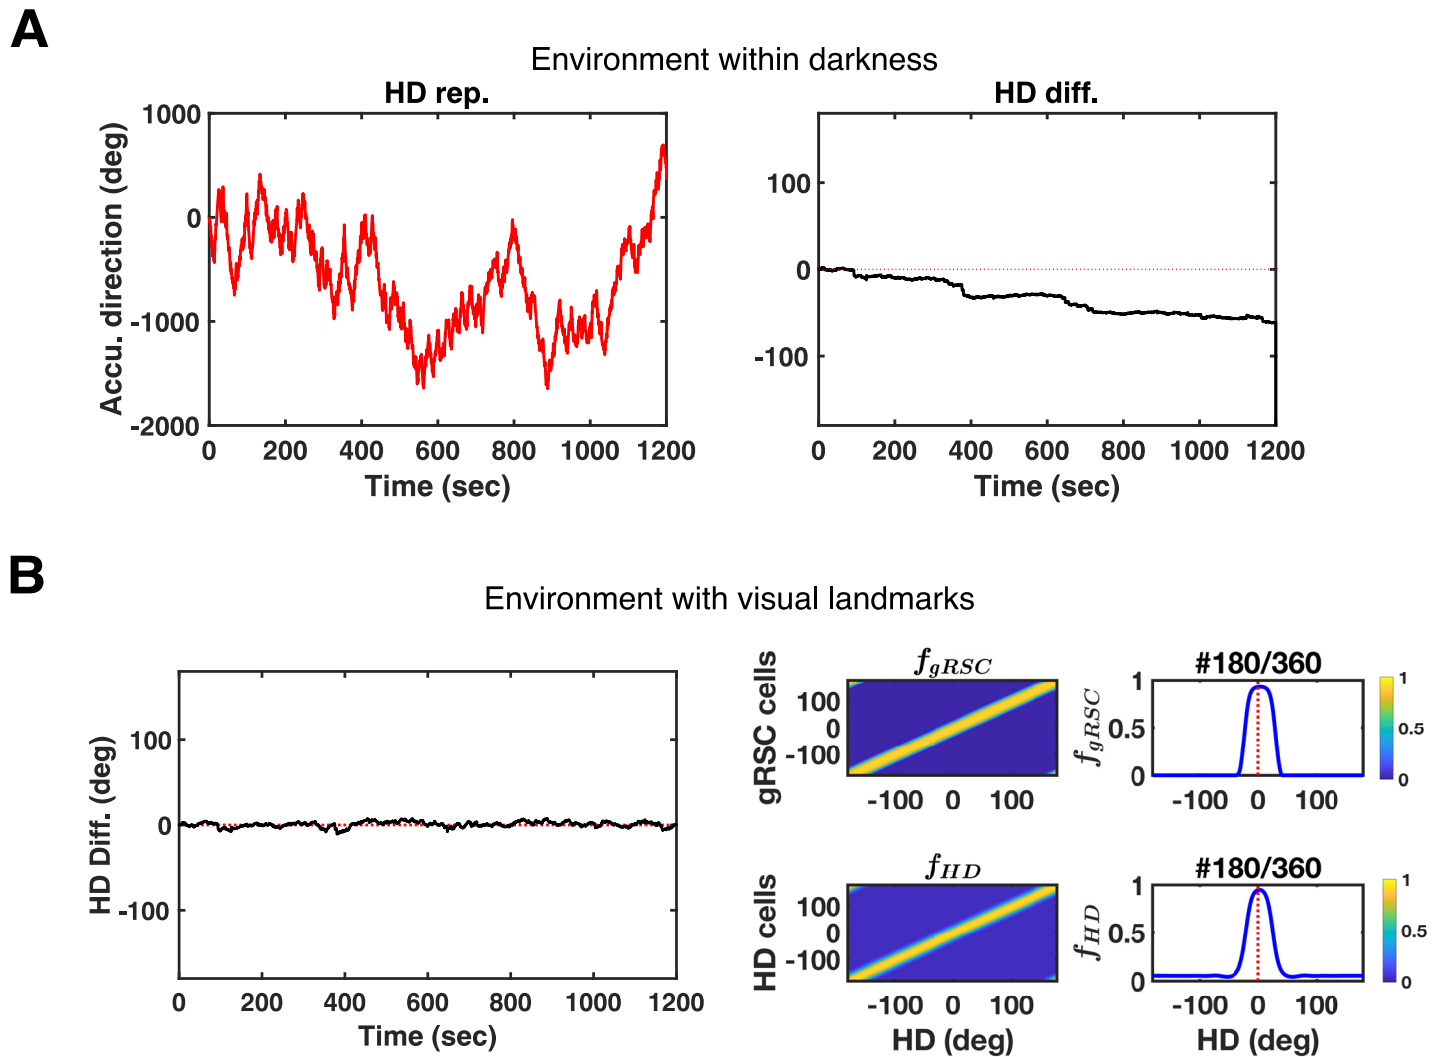 A
Environment within darkness
HD rep.
HD diff.
Accu. direction (deg)
1000
0
-1000
-2000
0 200 400 600 800 1000 1200
Time (sec)
100
0
-100
0 200 400 600 800 1000 1200
Time (sec)
B
Environment with visual landmarks
HD Diff. (deg)
100
0
-100
0 200 400 600 800 1000 1200
Time (sec)
f_gRSC
gRSC cells
100
0
-100
-100 0 100
#180/360
f_gRSC
1
0.5
0
-100 0 100
1
0.5
0
f_HD
HD cells
100
0
-100
-100 0 100
HD (deg)
#180/360
f_HD
1
0.5
0
-100 0 100
HD (deg)
1
0.5
0